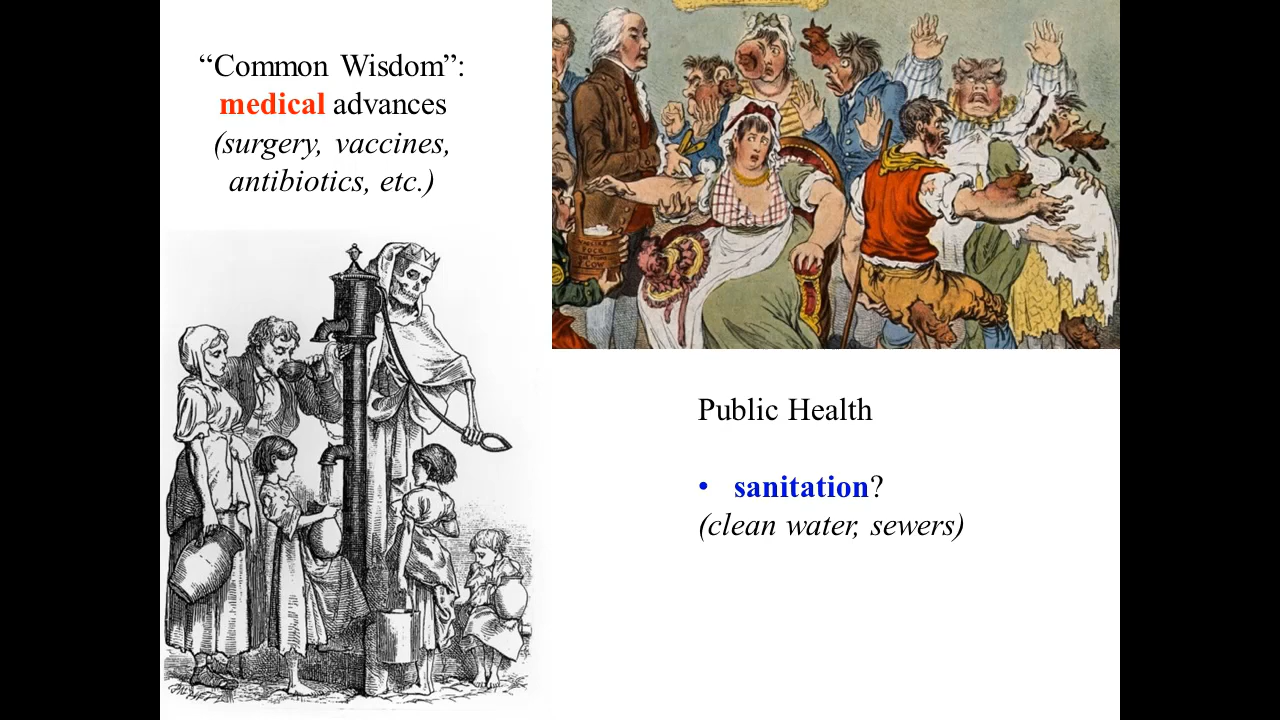 “Common Wisdom”:
medical advances
(surgery, vaccines,
antibiotics, etc.)
Public Health
• sanitation?
(clean water, sewers)